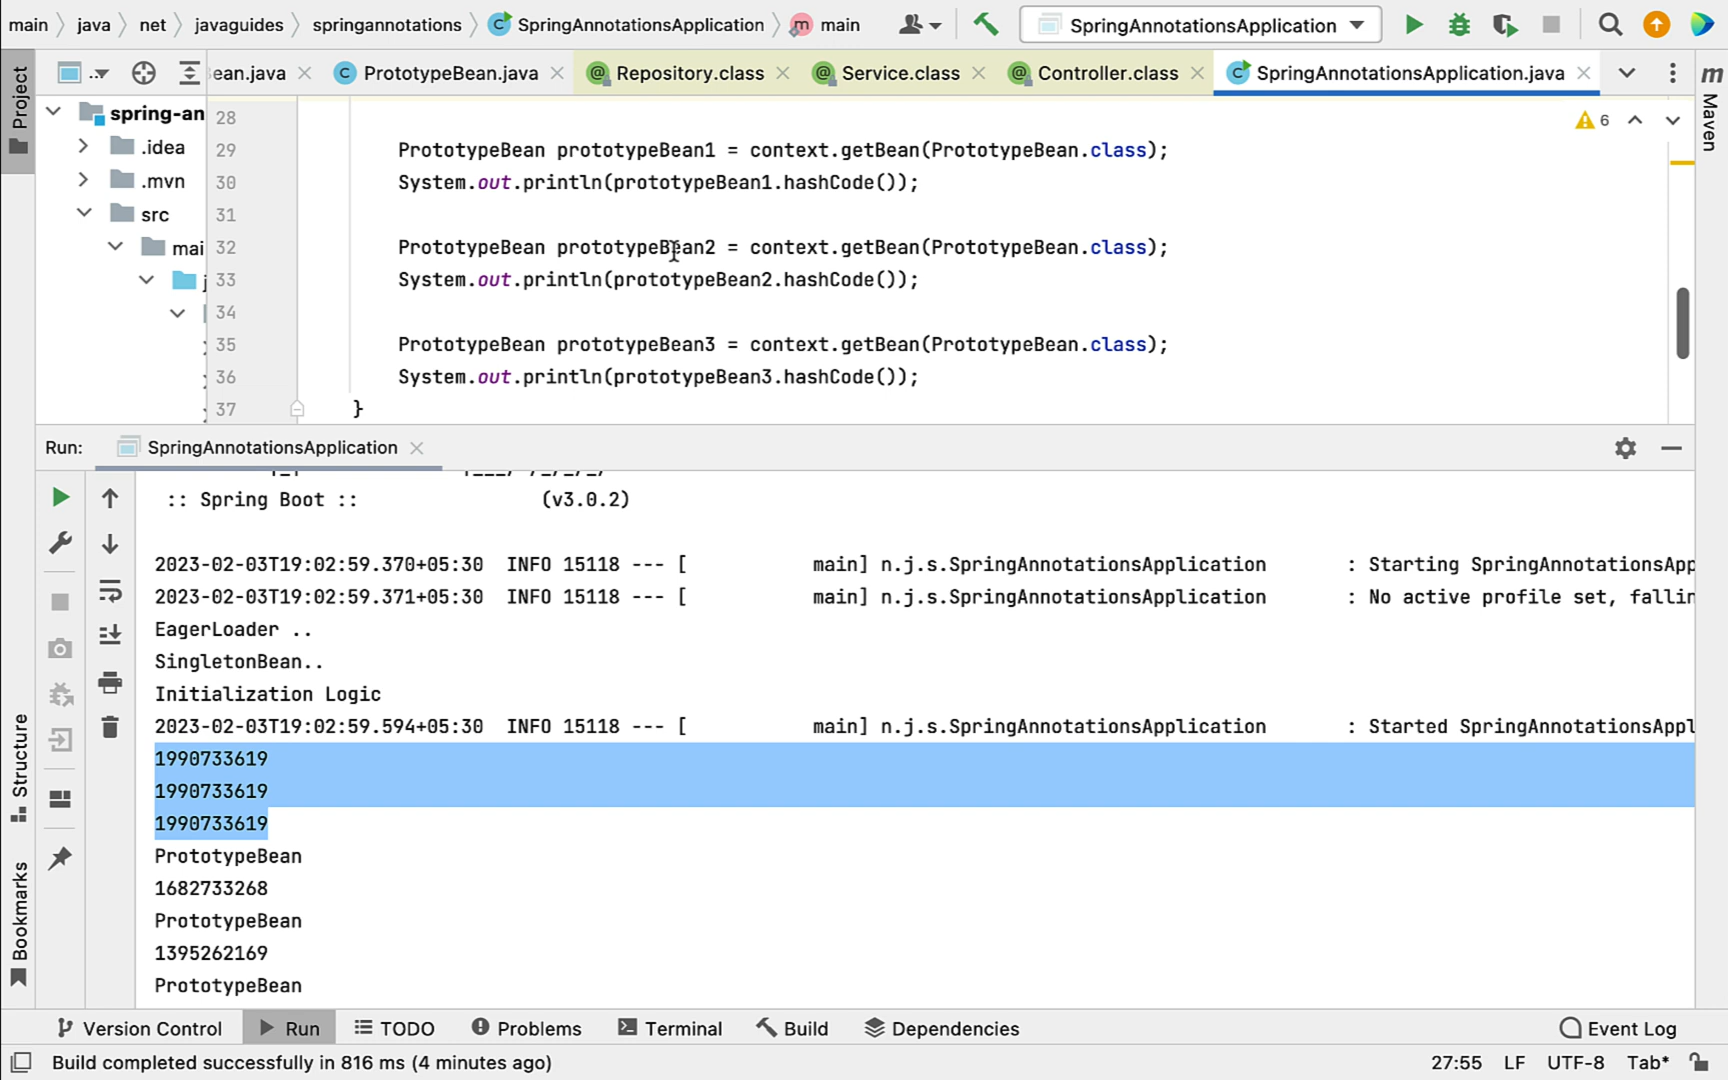 main java net javaguides springannotations SpringAnnotationsApplication m main SpringAnnotationsApplication
ean.java PrototypeBean.java Repository.class Service.class Controller.class SpringAnnotationsApplication.java
Project
m Maven
spring-an
.idea
.mvn
src
mai
28
6
29 PrototypeBean prototypeBean1 = context.getBean(PrototypeBean.class);
30 System.out.println(prototypeBean1.hashCode());
31
32 PrototypeBean prototypeBean2 = context.getBean(PrototypeBean.class);
33 System.out.println(prototypeBean2.hashCode());
34
35 PrototypeBean prototypeBean3 = context.getBean(PrototypeBean.class);
36 System.out.println(prototypeBean3.hashCode());
37 }
Run: SpringAnnotationsApplication
:: Spring Boot :: (v3.0.2)
2023-02-03T19:02:59.370+05:30 INFO 15118 --- [ main] n.j.s.SpringAnnotationsApplication : Starting SpringAnnotationsApp
2023-02-03T19:02:59.371+05:30 INFO 15118 --- [ main] n.j.s.SpringAnnotationsApplication : No active profile set, fallin
EagerLoader ..
SingletonBean..
Initialization Logic
2023-02-03T19:02:59.594+05:30 INFO 15118 --- [ main] n.j.s.SpringAnnotationsApplication : Started SpringAnnotationsAppl
1990733619
1990733619
1990733619
PrototypeBean
1682733268
PrototypeBean
1395262169
PrototypeBean
Structure
Bookmarks
Version Control Run TODO Problems Terminal Build Dependencies Event Log
Build completed successfully in 816 ms (4 minutes ago) 27:55 LF UTF-8 Tab*